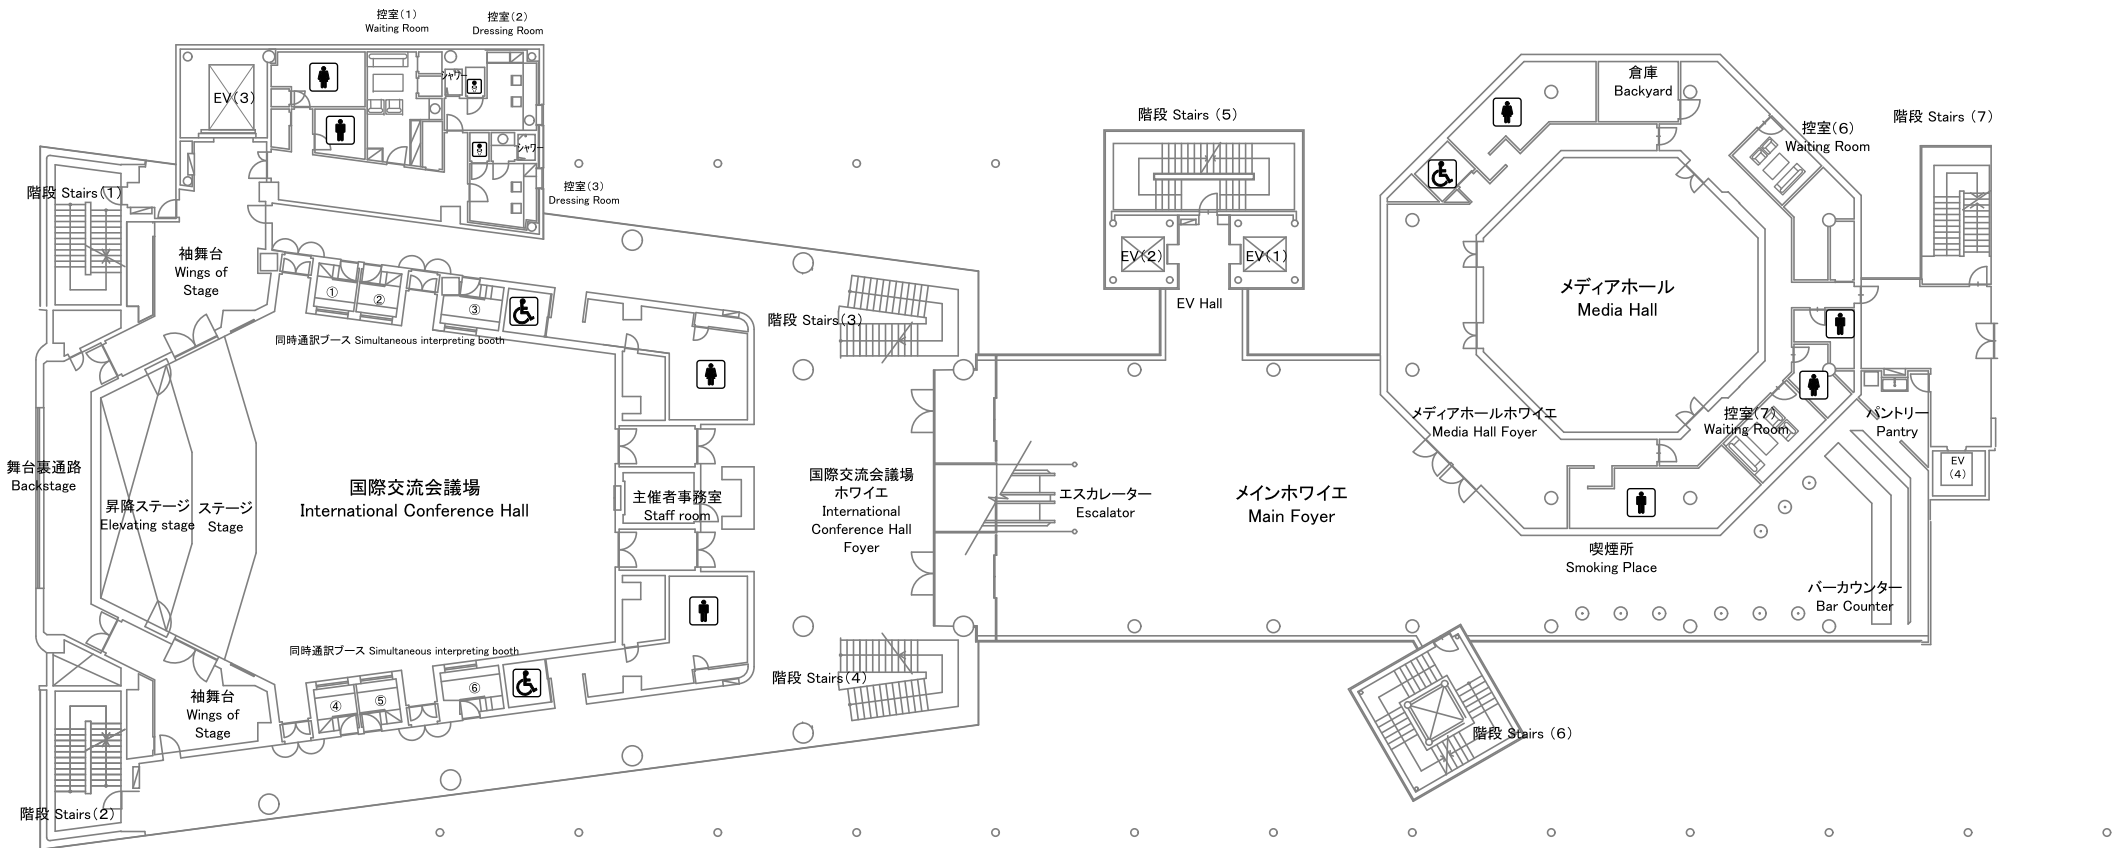 控室(1)
Waiting Room
控室(2)
Dressing Room
シャワー
EV(3)
シャワー
控室(3)
Dressing Room
階段 Stairs(1)
袖舞台
Wings of
Stage
①
②
③
同時通訳ブース Simultaneous interpreting booth
階段 Stairs(3)
舞台裏通路
Backstage
昇降ステージ
Elevating stage
ステージ
Stage
国際交流会議場
International Conference Hall
主催者事務室
Staff room
国際交流会議場
ホワイエ
International
Conference Hall
Foyer
同時通訳ブース Simultaneous interpreting booth
④
⑤
⑥
袖舞台
Wings of
Stage
階段 Stairs(2)
階段 Stairs(4)
階段 Stairs (5)
EV(2)
EV(1)
EV Hall
エスカレーター
Escalator
メインホワイエ
Main Foyer
倉庫
Backyard
控室(6)
Waiting Room
階段 Stairs (7)
メディアホール
Media Hall
メディアホールホワイエ
Media Hall Foyer
控室(7)
Waiting Room
パントリー
Pantry
EV
(4)
喫煙所
Smoking Place
バーカウンター
Bar Counter
階段 Stairs (6)